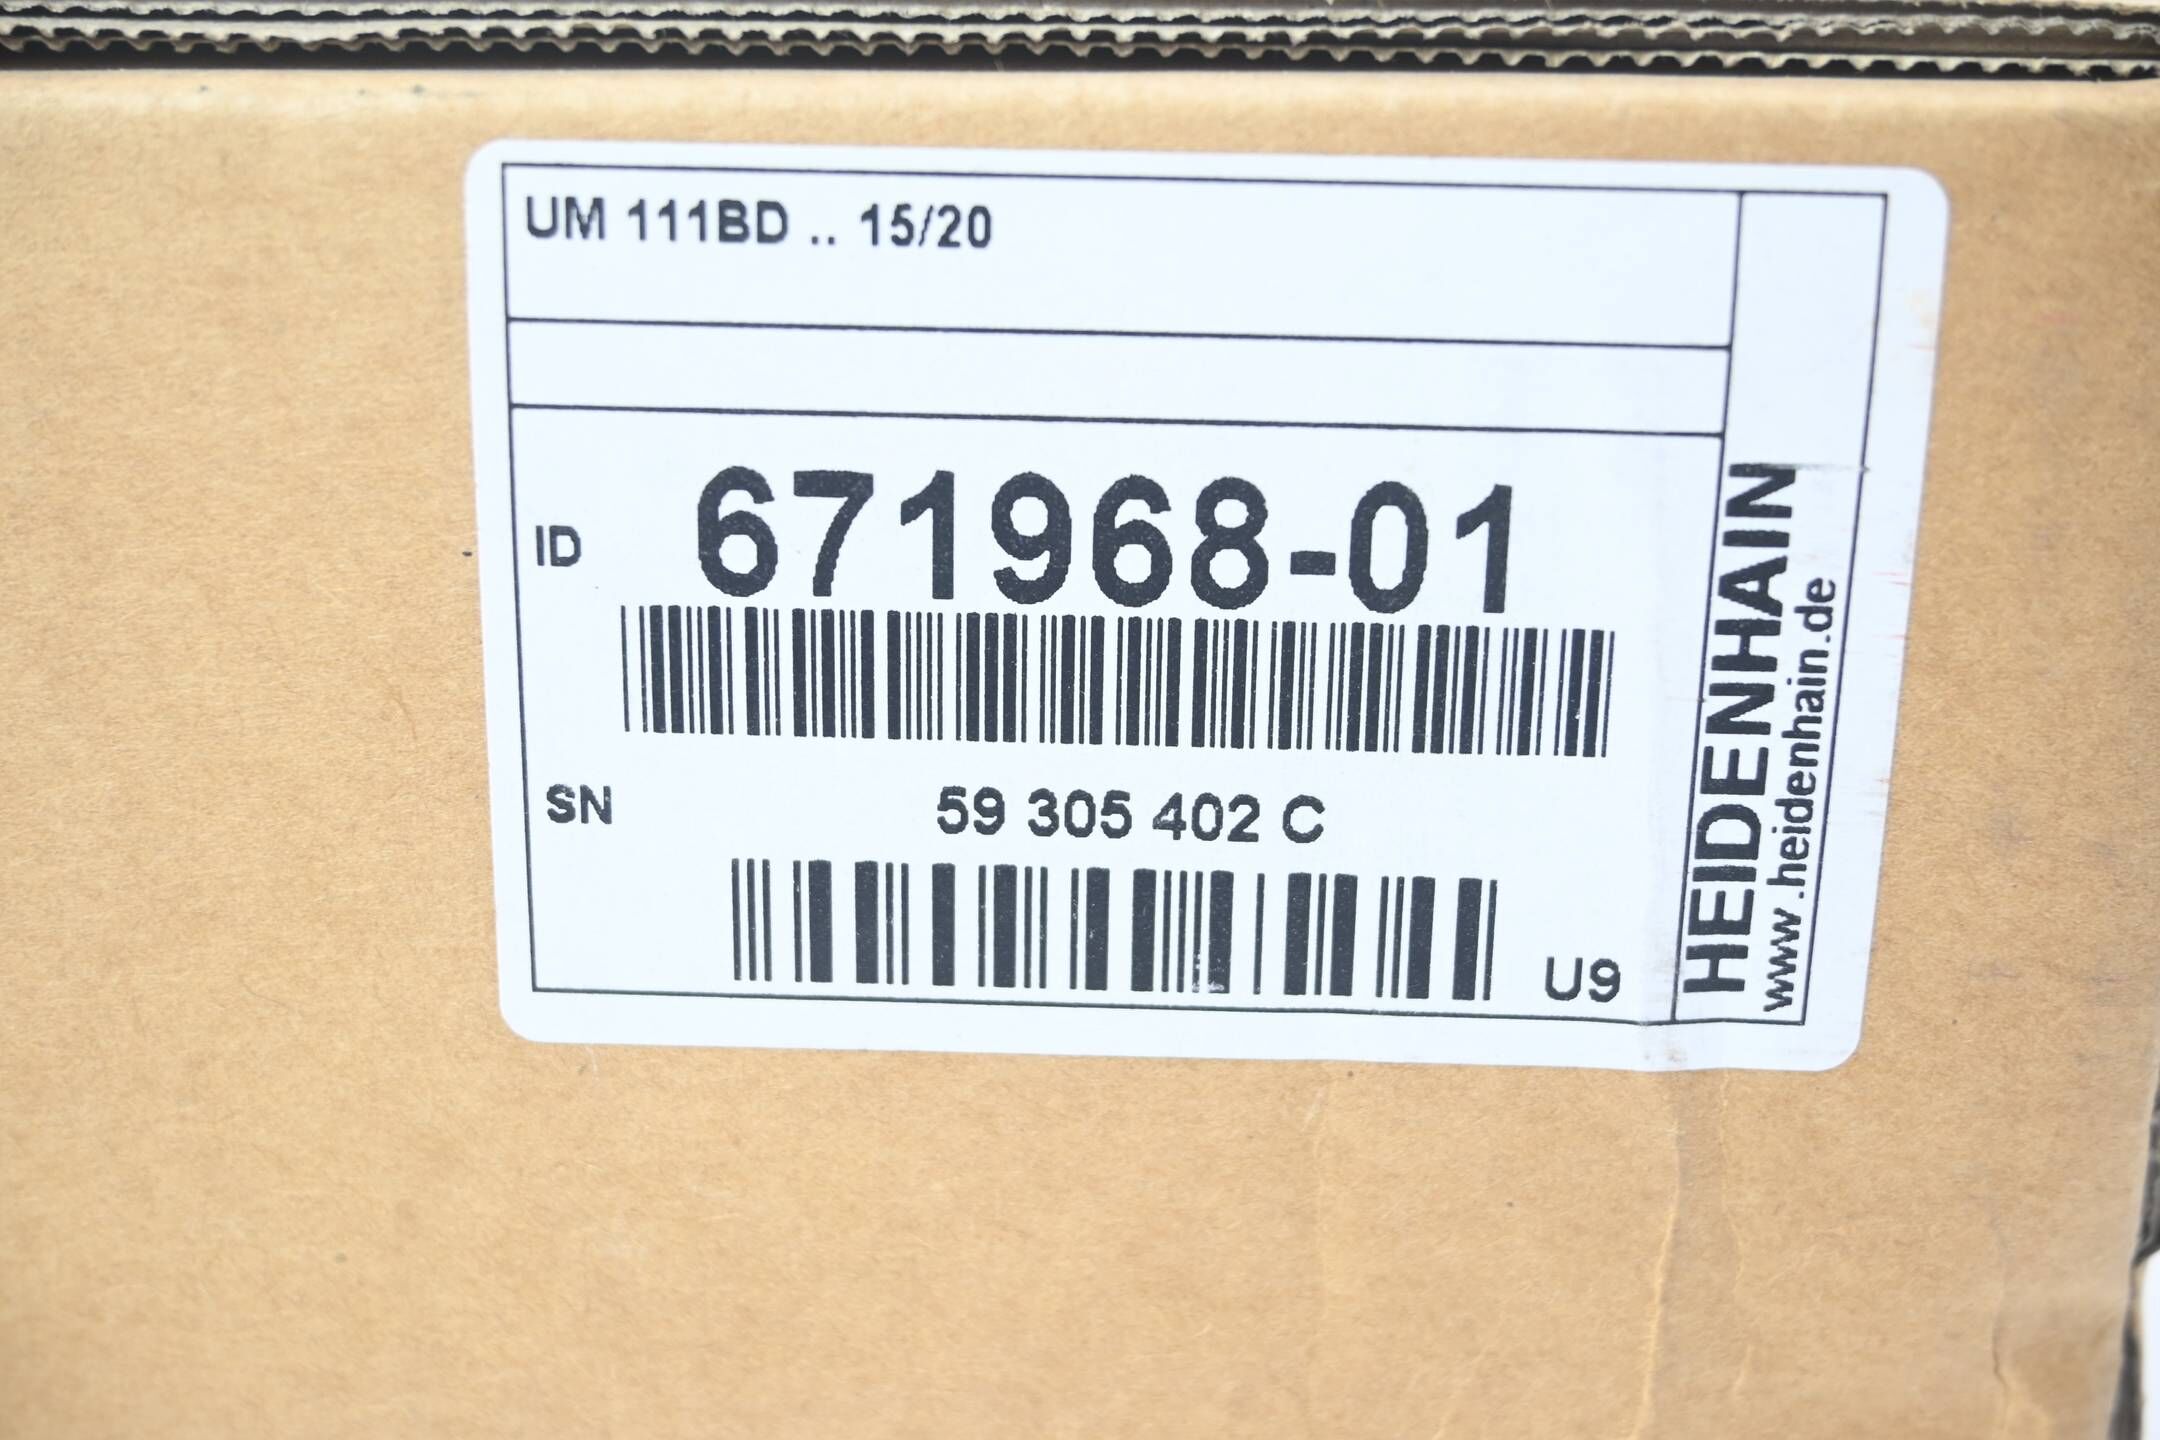 UM 111BD .. 15/20
ID 671968-01
SN 59 305 402 C
U9
HEIDENHAIN
www.heidenhain.de